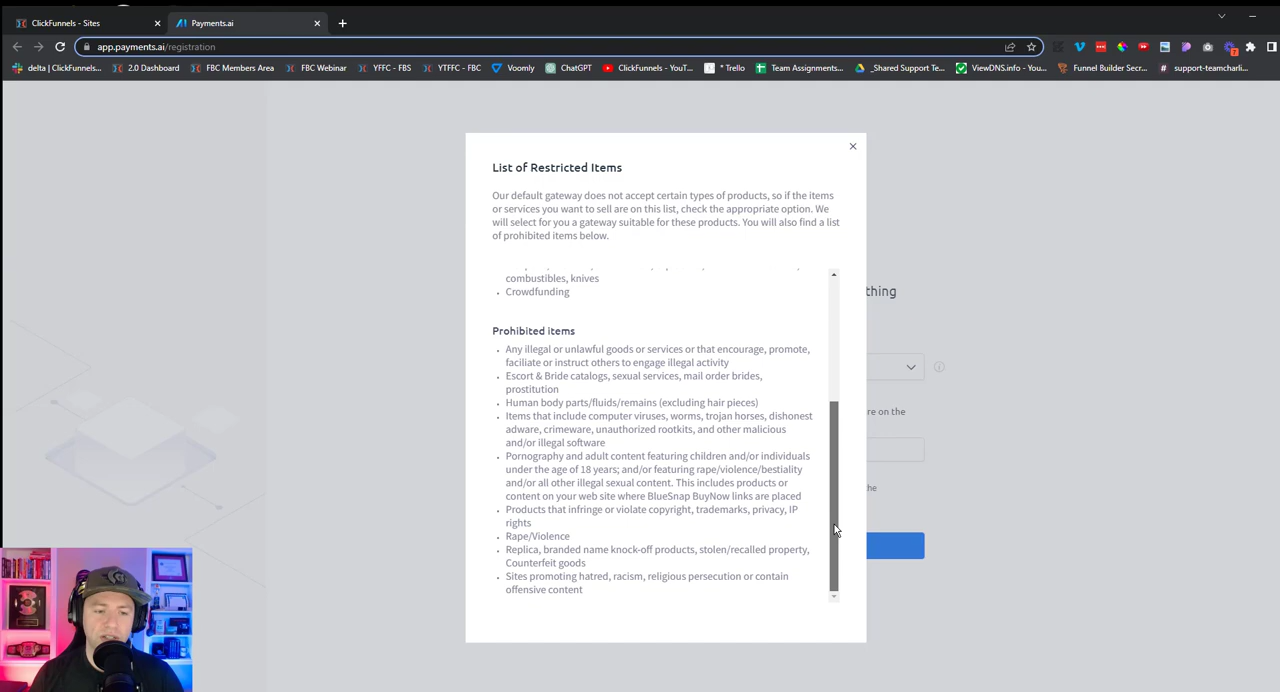 ClickFunnels - Sites
Payments.ai
app.payments.ai/registration
delta | ClickFunnels...
2.0 Dashboard
FBC Members Area
FBC Webinar
YFFC - FBS
YTFFC - FBC
Voomly
ChatGPT
ClickFunnels - YouT...
* Trello
Team Assignments...
_Shared Support Te...
ViewDNS.info - You...
Funnel Builder Secr...
support-teamcharli...
List of Restricted Items
Our default gateway does not accept certain types of products, so if the items
or services you want to sell are on this list, check the appropriate option. We
will select for you a gateway suitable for these products. You will also find a list
of prohibited items below.
combustibles, knives
Crowdfunding
thing
Prohibited items
Any illegal or unlawful goods or services or that encourage, promote,
faciliate or instruct others to engage illegal activity
Escort & Bride catalogs, sexual services, mail order brides,
prostitution
Human body parts/fluids/remains (excluding hair pieces)
re on the
Items that include computer viruses, worms, trojan horses, dishonest
adware, crimeware, unauthorized rootkits, and other malicious
and/or illegal software
Pornography and adult content featuring children and/or individuals
under the age of 18 years; and/or featuring rape/violence/bestiality
and/or all other illegal sexual content. This includes products or
the
content on your web site where BlueSnap BuyNow links are placed
Products that infringe or violate copyright, trademarks, privacy, IP
rights
Rape/Violence
Replica, branded name knock-off products, stolen/recalled property,
Counterfeit goods
Sites promoting hatred, racism, religious persecution or contain
offensive content